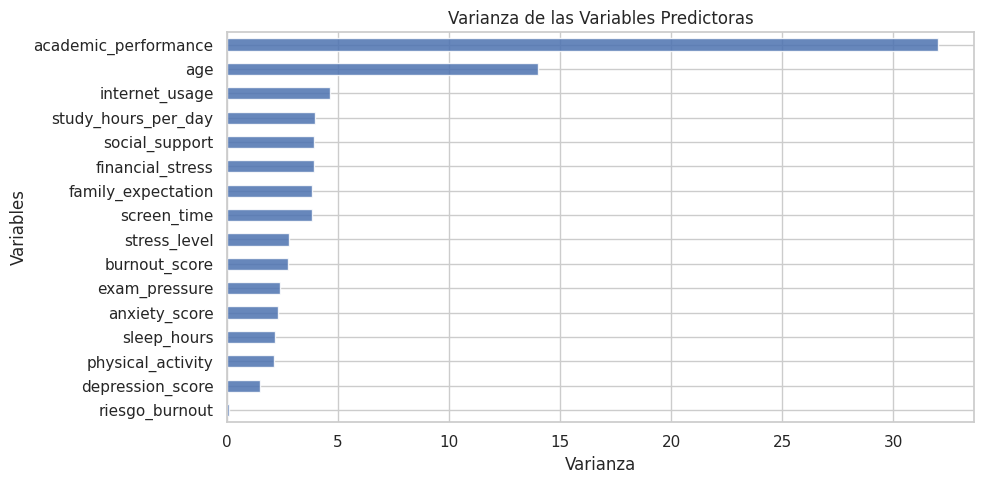 Varianza de las Variables Predictoras
Variables
academic_performance
age
internet_usage
study_hours_per_day
social_support
financial_stress
family_expectation
screen_time
stress_level
burnout_score
exam_pressure
anxiety_score
sleep_hours
physical_activity
depression_score
riesgo_burnout
0 5 10 15 20 25 30
Varianza